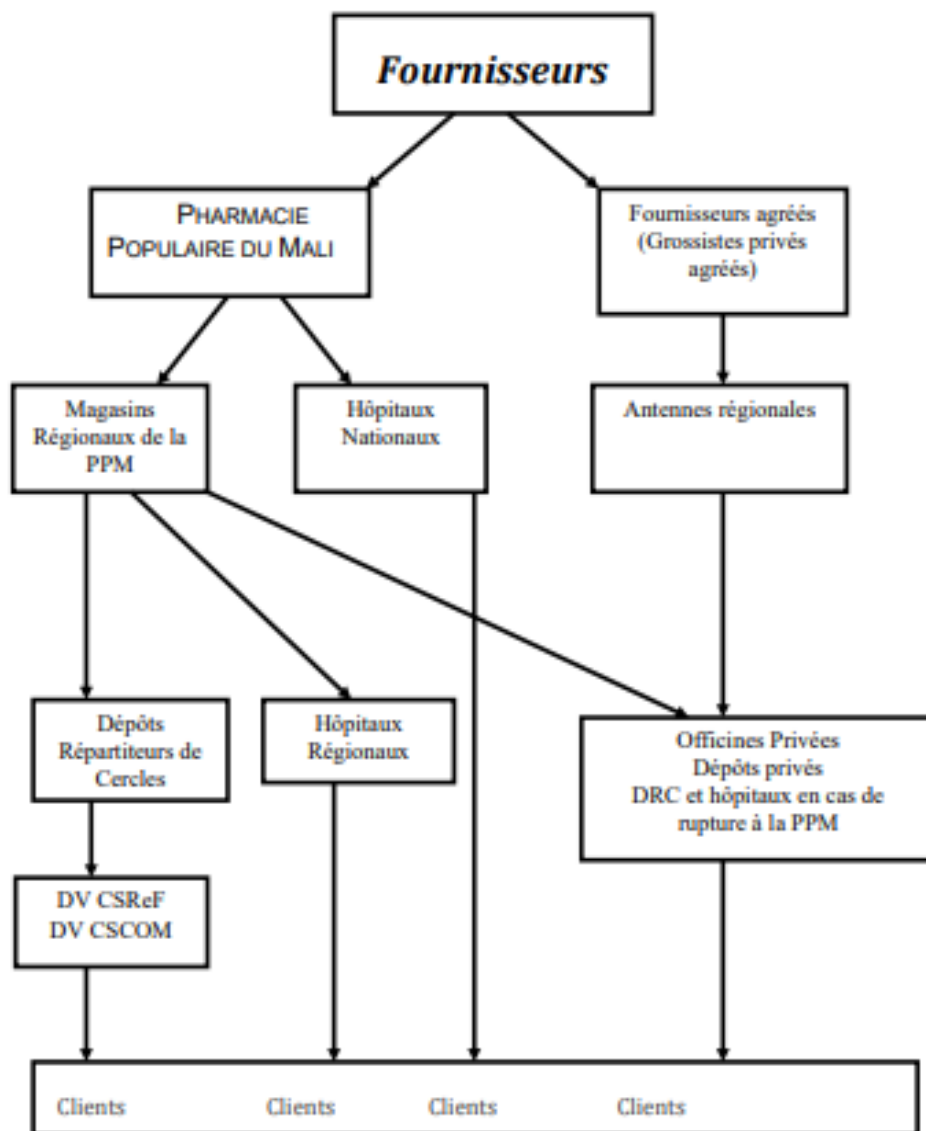 Fournisseurs
PHARMACIE
POPULAIRE DU MALI
Fournisseurs agréés
(Grossistes privés
agréés)
Magasins
Régionaux de la
PPM
Hôpitaux
Nationaux
Antennes régionales
Dépôts
Répartiteurs de
Cercles
Hôpitaux
Régionaux
Officines Privées
Dépôts privés
DRC et hôpitaux en cas de
rupture à la PPM
DV CSReF
DV CSCOM
Clients Clients Clients Clients